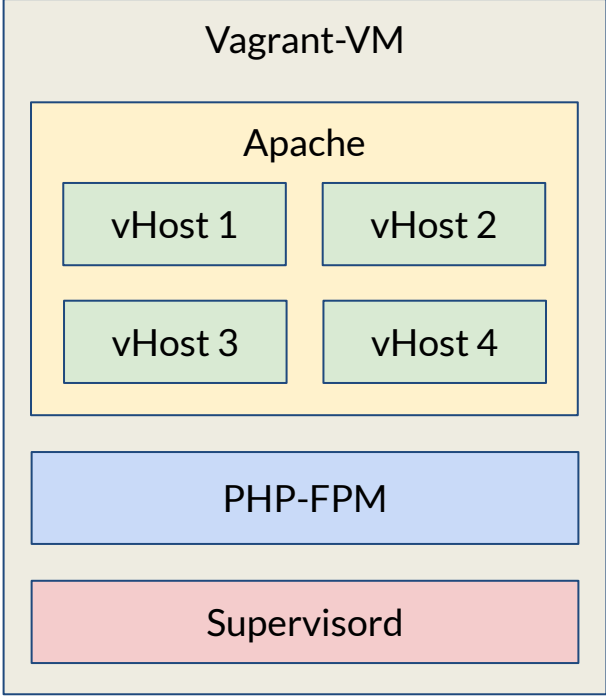 Vagrant-VM
Apache
vHost 1
vHost 2
vHost 3
vHost 4
PHP-FPM
Supervisord